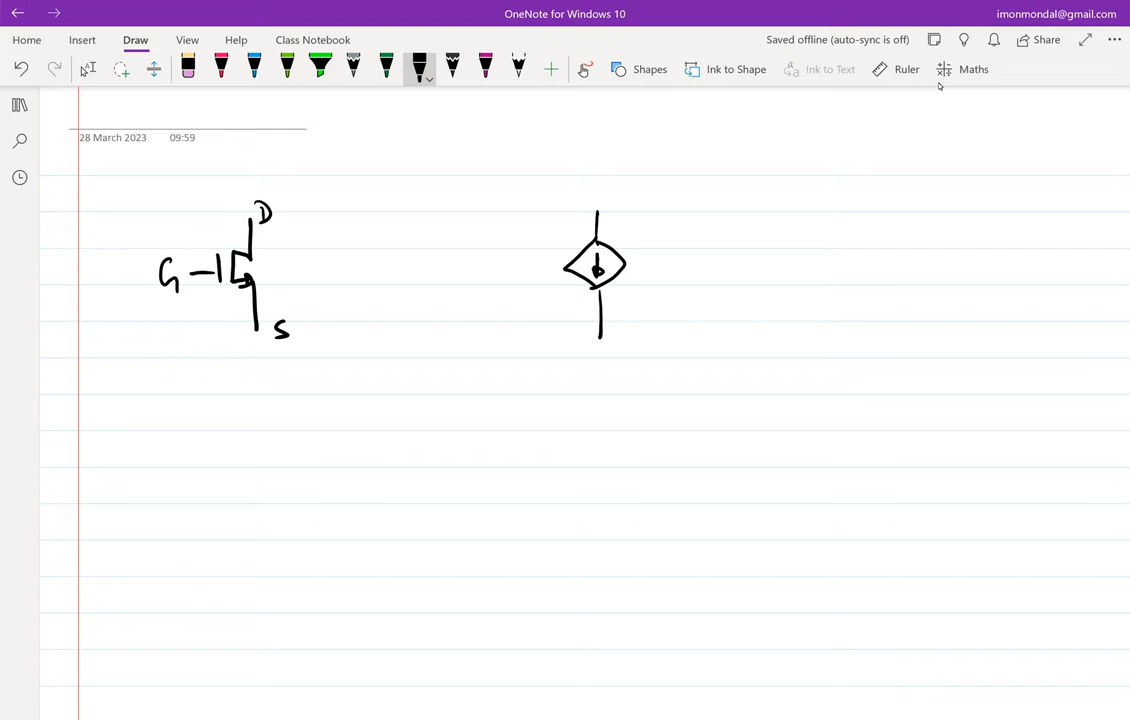 OneNote for Windows 10
imonmondal@gmail.com
Home Insert Draw View Help Class Notebook
Saved offline (auto-sync is off) Share
Shapes Ink to Shape Ink to Text Ruler Maths
28 March 2023 09:59
D
G
S